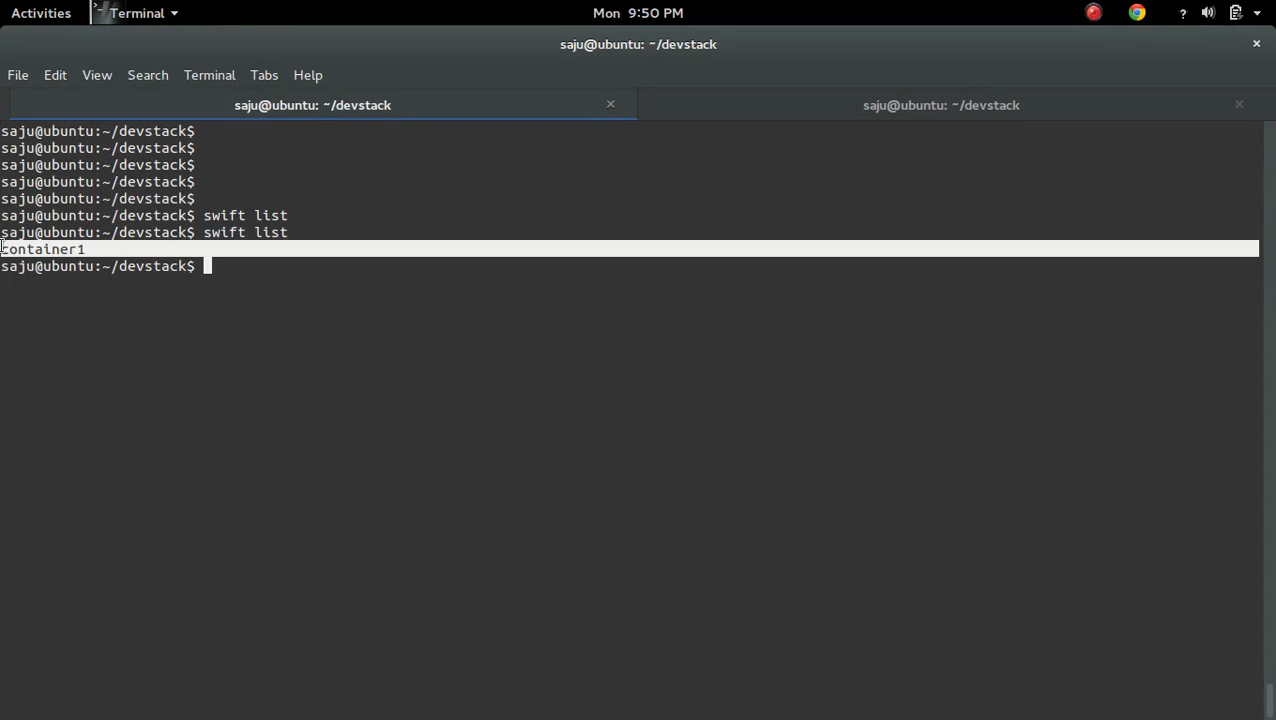 Activities Terminal Mon 9:50 PM ?
saju@ubuntu: ~/devstack ×
File Edit View Search Terminal Tabs Help
saju@ubuntu: ~/devstack × saju@ubuntu: ~/devstack ×
saju@ubuntu:~/devstack$
saju@ubuntu:~/devstack$
saju@ubuntu:~/devstack$
saju@ubuntu:~/devstack$
saju@ubuntu:~/devstack$
saju@ubuntu:~/devstack$ swift list
saju@ubuntu:~/devstack$ swift list
container1
saju@ubuntu:~/devstack$